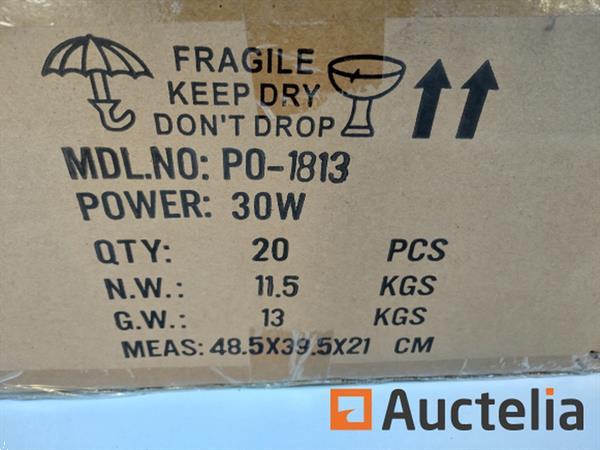 FRAGILE
KEEP DRY
DON'T DROP
MDL.NO: PO-1813
POWER: 30W
QTY: 20 PCS
N.W.: 11.5 KGS
G.W.: 13 KGS
MEAS: 48.5X39.5X21 CM
Auctelia